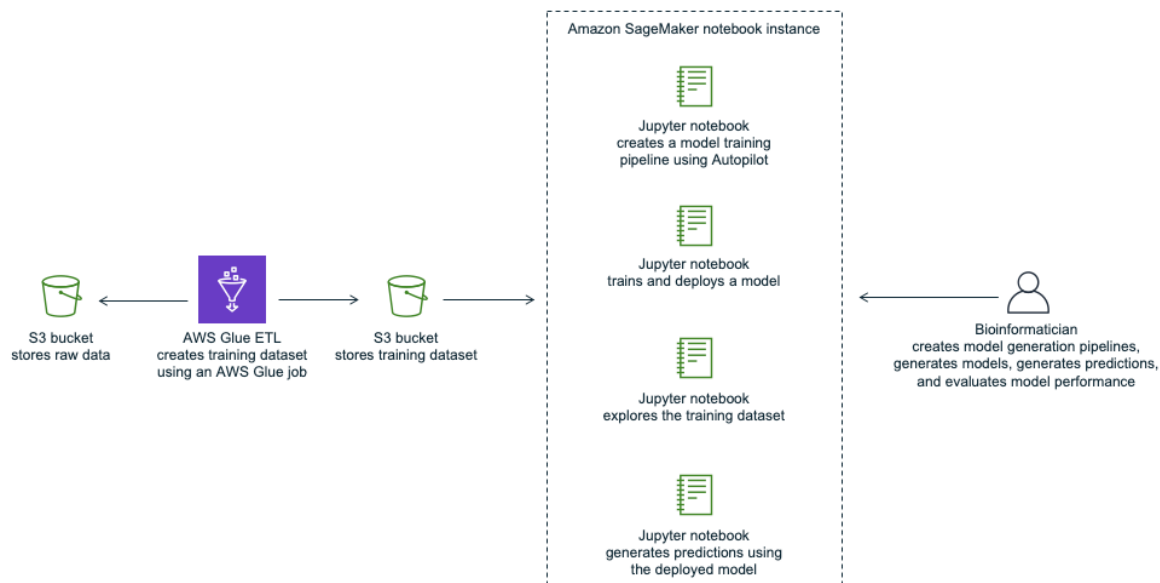 Amazon SageMaker notebook instance
Jupyter notebook
creates a model training
pipeline using Autopilot
Jupyter notebook
trains and deploys a model
S3 bucket
stores raw data
AWS Glue ETL
creates training dataset
using an AWS Glue job
S3 bucket
stores training dataset
Bioinformatician
creates model generation pipelines,
generates models, generates predictions,
and evaluates model performance
Jupyter notebook
explores the training dataset
Jupyter notebook
generates predictions using
the deployed model